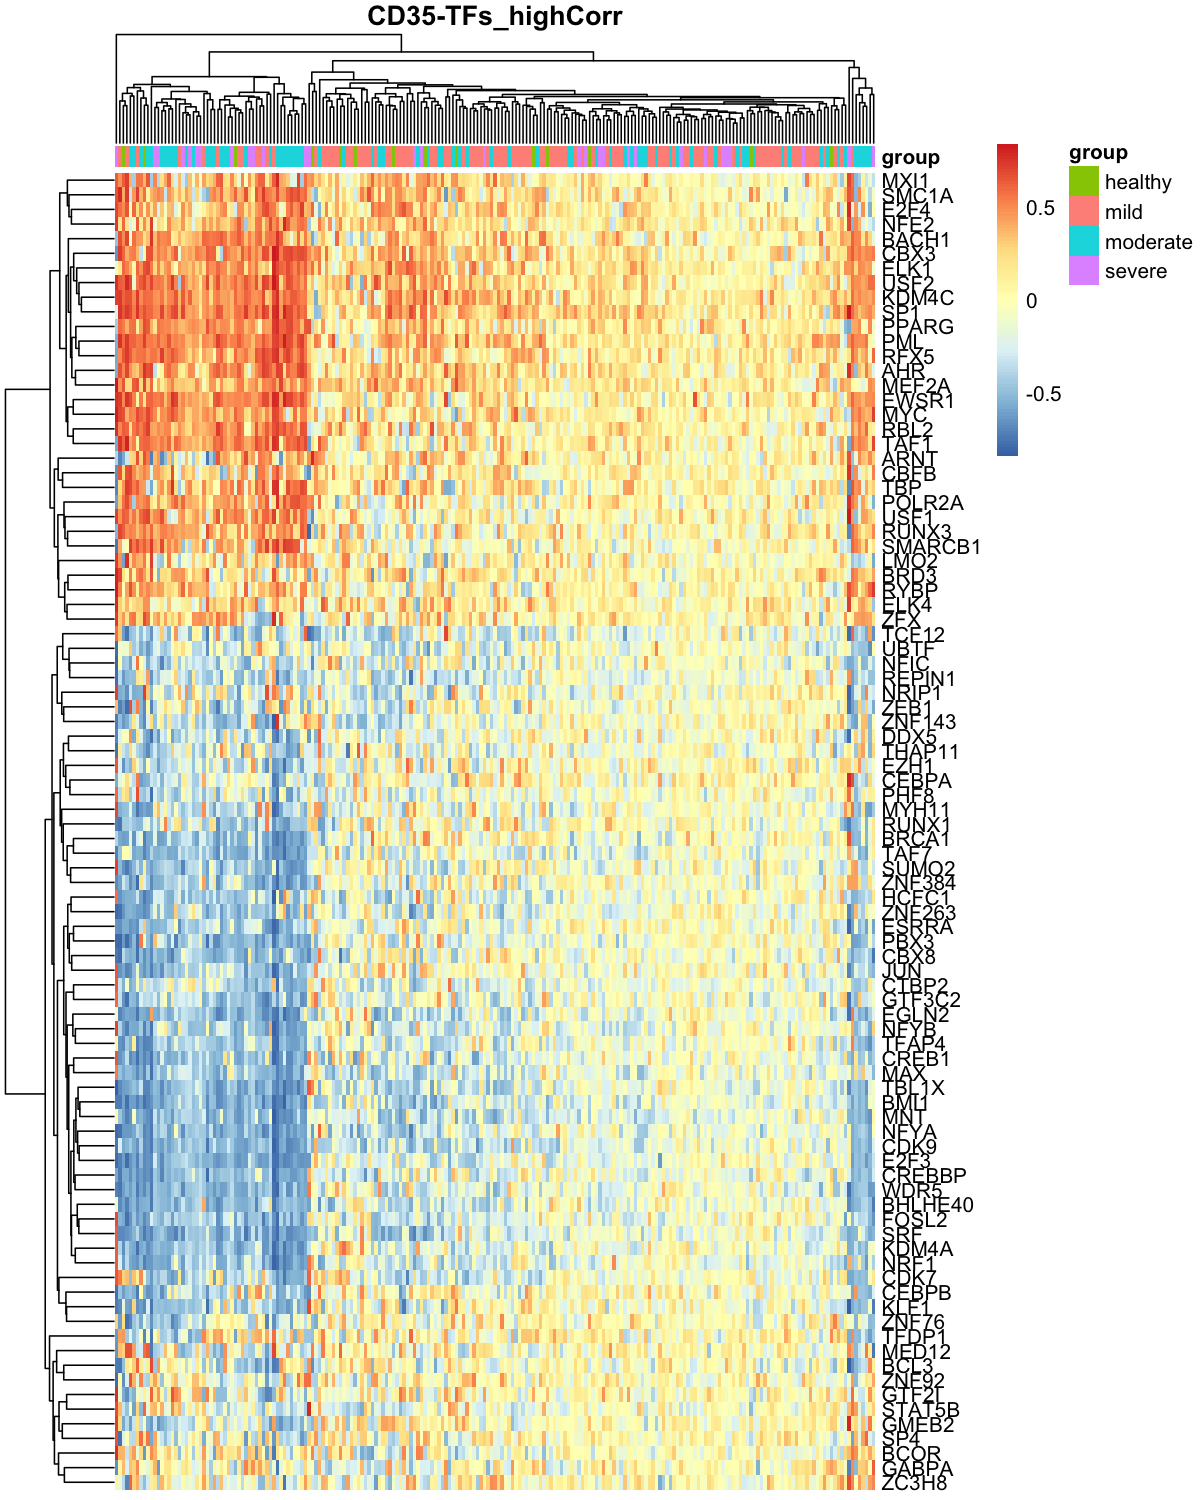 CD35-TFs_highCorr
group
MXI1
SMC1A
E2F4
NFE2
BACH1
CBX3
ELK1
USF2
KDM4C
SP1
PPARG
PML
RFX5
AHR
MEF2A
EWSR1
MYC
RBL2
TAF1
ARNT
CBFB
TBP
POLR2A
USF1
RUNX3
SMARCB1
LMO2
BRD3
RYBP
ELK4
ZFX
TCF12
UBTF
NFIC
REPIN1
NRIP1
ZEB1
ZNF143
DDX5
THAP11
EZH1
CEBPA
PHF8
MYH11
RUNX1
BRCA1
TAF7
SUMO2
ZNF384
HCFC1
ZNF263
ESRRA
PBX3
CBX8
JUN
CTBP2
GTF3C2
EGLN2
NFYB
TFAP4
CREB1
MAX
TBL1X
BMI1
MNT
NFYA
CDK9
E2F3
CREBBP
WDR5
BHLHE40
FOSL2
SRF
KDM4A
NRF1
CDK7
CEBPB
KLF1
ZNF76
TFDP1
MED12
BCL3
ZNF92
GTF2I
STAT5B
GMEB2
SP4
BCOR
GABPA
ZC3H8
0.5
0
-0.5
group
healthy
mild
moderate
severe